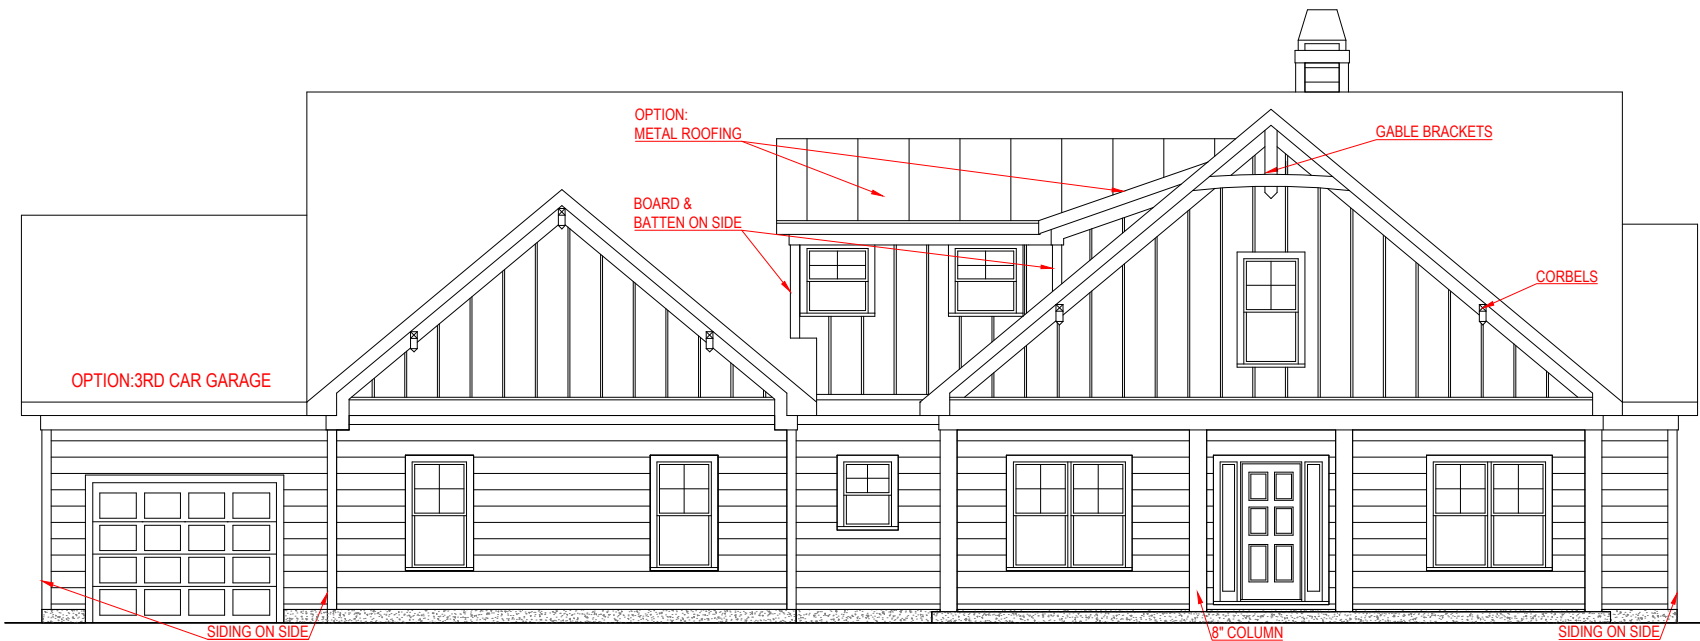 OPTION:
METAL ROOFING
GABLE BRACKETS
BOARD &
BATTEN ON SIDE
CORBELS
OPTION:3RD CAR GARAGE
SIDING ON SIDE
8" COLUMN
SIDING ON SIDE